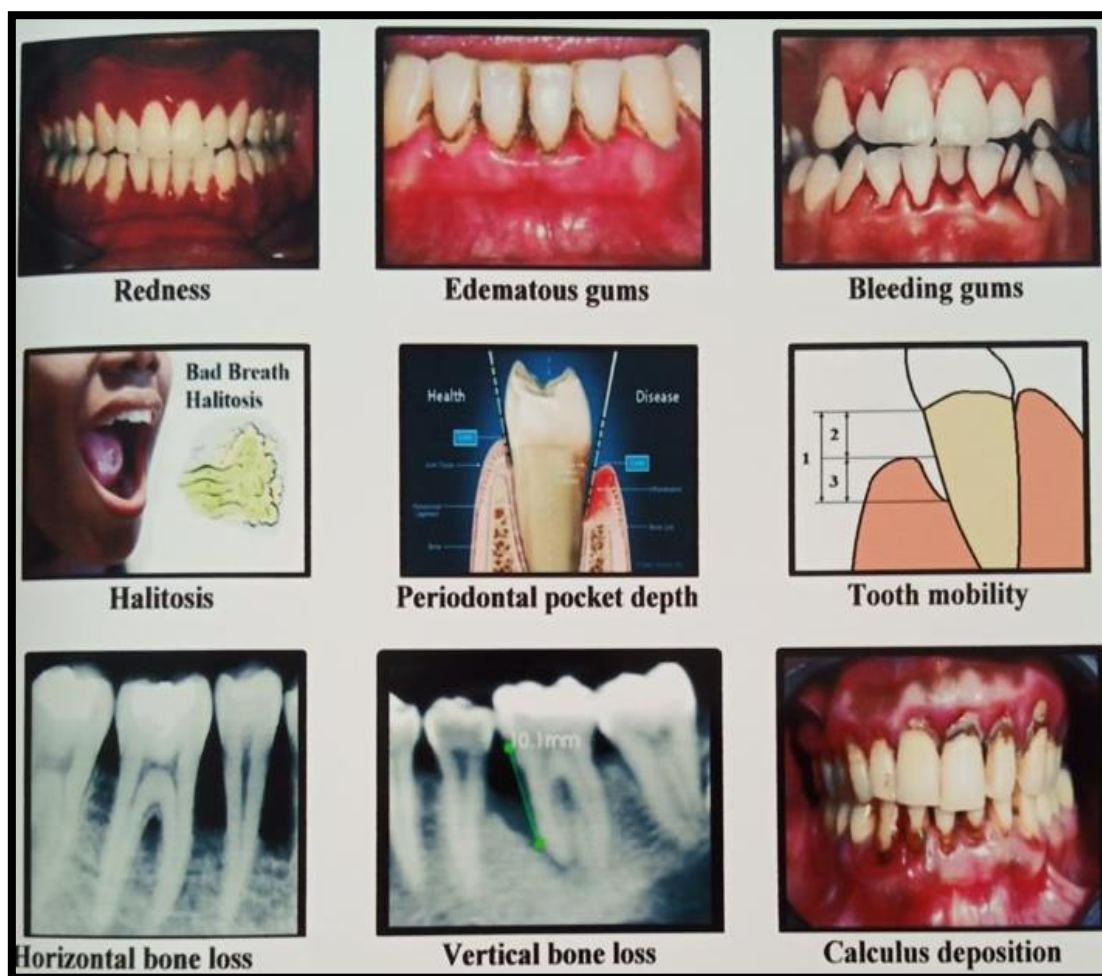 Redness
Edematous gums
Bleeding gums
Bad Breath
Halitosis
Health
Disease
1
2
3
Halitosis
Periodontal pocket depth
Tooth mobility
10.1mm
Horizontal bone loss
Vertical bone loss
Calculus deposition